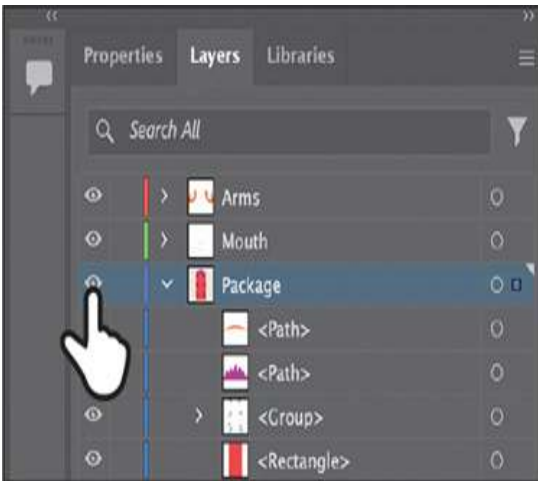 Properties Layers Libraries
Search All
Arms
Mouth
Package
<Path>
<Path>
<Group>
<Rectangle>